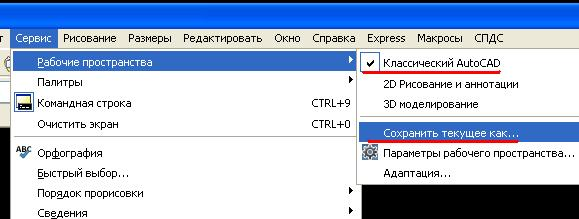 Сервис Рисование Размеры Редактировать Окно Справка Express Макросы СПДС
Рабочие пространства
Палитры
Командная строка CTRL+9
Очистить экран CTRL+0
ABC Орфография
Быстрый выбор...
Порядок прорисовки
Сведения
Классический AutoCAD
2D Рисование и аннотации
3D моделирование
Сохранить текущее как...
Параметры рабочего пространства...
Адаптация...